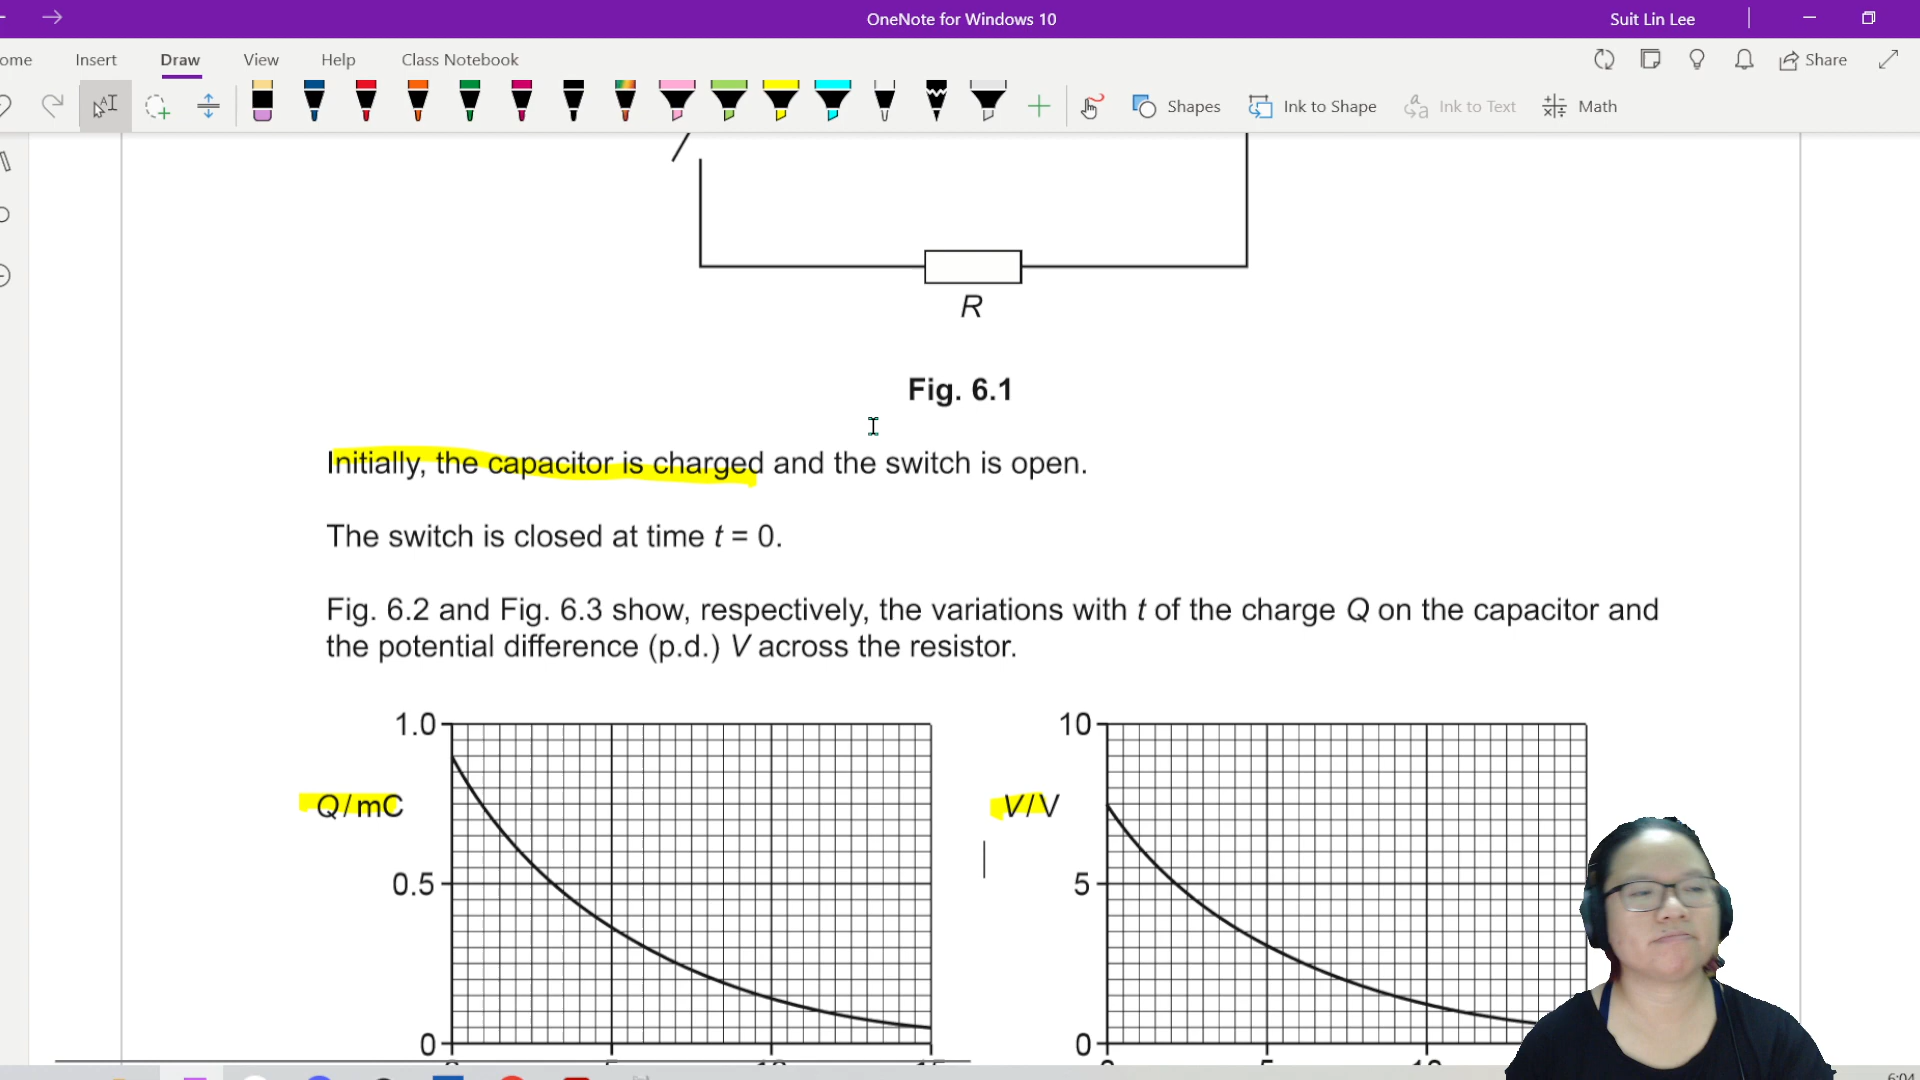 OneNote for Windows 10
Suit Lin Lee
ome Insert Draw View Help Class Notebook
Share
Shapes Ink to Shape Ink to Text Math
R
Fig. 6.1
Initially, the capacitor is charged and the switch is open.
The switch is closed at time t = 0.
Fig. 6.2 and Fig. 6.3 show, respectively, the variations with t of the charge Q on the capacitor and
the potential difference (p.d.) V across the resistor.
1.0
Q/mC
0.5
0
10
V/V
5
0